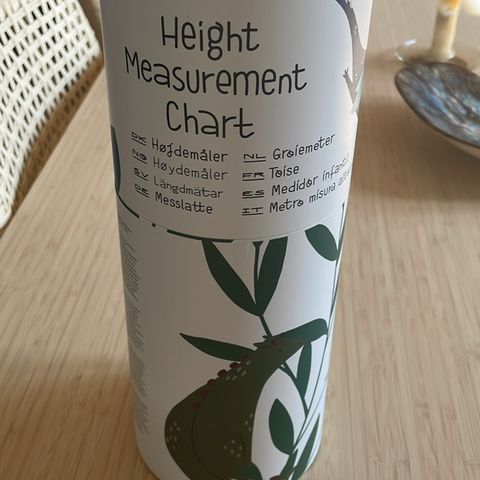 Height
Measurement
Chart
DK Højdemåler
NO Høydemåler
SV Längdmätar
DE Messlatte
NL Groeimeter
FR Toise
ES Medidor infantil
IT Metro misura